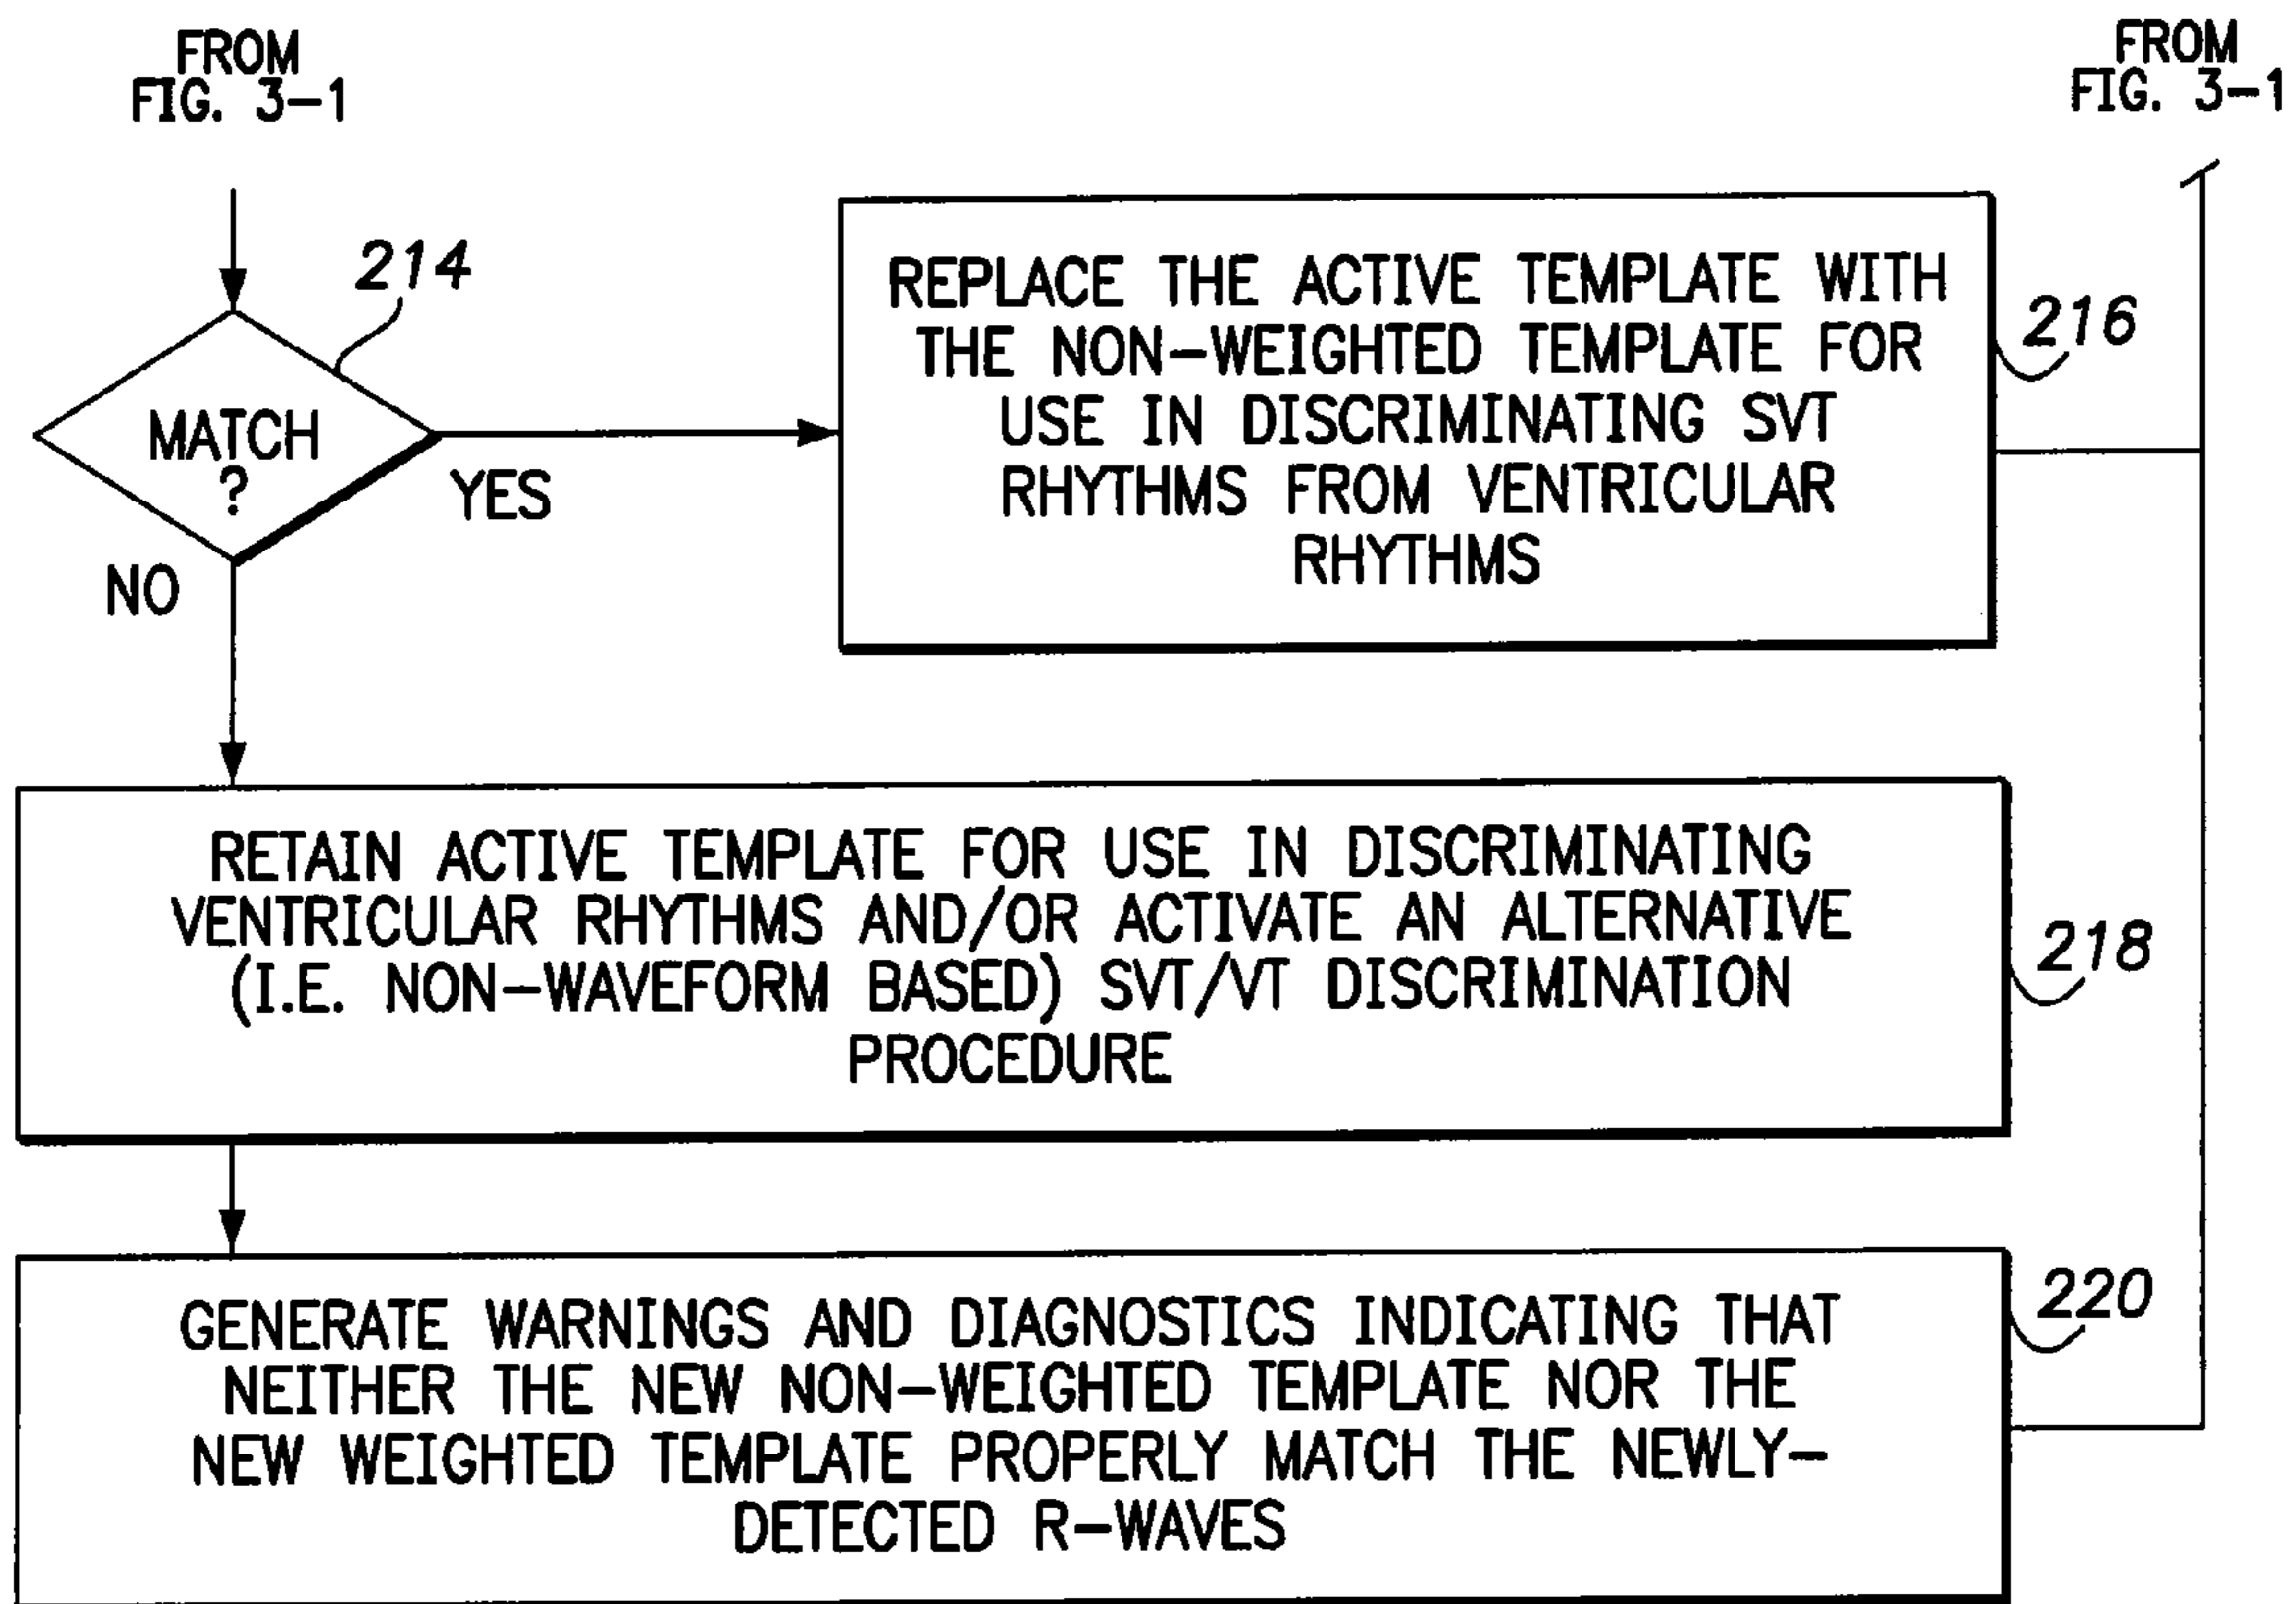 FROM
FIG. 3-1
FROM
FIG. 3-1
214
MATCH
?
YES
NO
REPLACE THE ACTIVE TEMPLATE WITH
THE NON-WEIGHTED TEMPLATE FOR
USE IN DISCRIMINATING SVT
RHYTHMS FROM VENTRICULAR
RHYTHMS
216
RETAIN ACTIVE TEMPLATE FOR USE IN DISCRIMINATING
VENTRICULAR RHYTHMS AND/OR ACTIVATE AN ALTERNATIVE
(I.E. NON-WAVEFORM BASED) SVT/VT DISCRIMINATION
PROCEDURE
218
GENERATE WARNINGS AND DIAGNOSTICS INDICATING THAT
NEITHER THE NEW NON-WEIGHTED TEMPLATE NOR THE
NEW WEIGHTED TEMPLATE PROPERLY MATCH THE NEWLY-
DETECTED R-WAVES
220